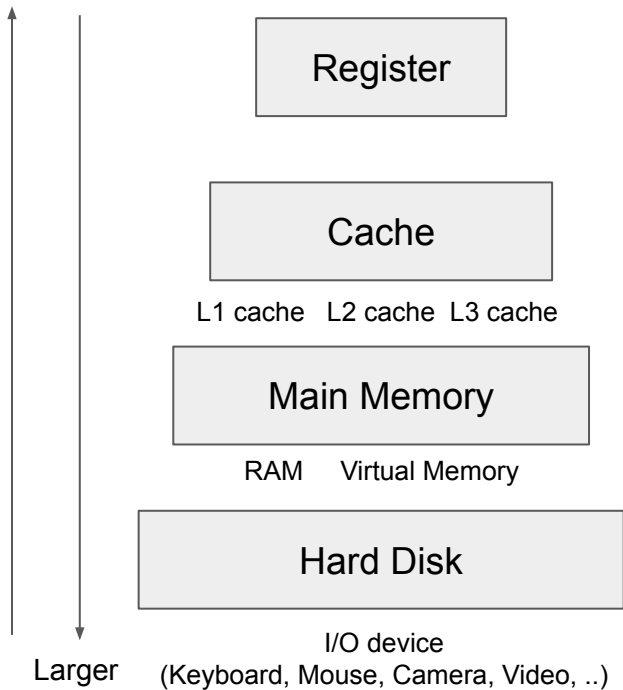 Register
Cache
L1 cache L2 cache L3 cache
Main Memory
RAM Virtual Memory
Hard Disk
I/O device
(Keyboard, Mouse, Camera, Video, ..)
Larger